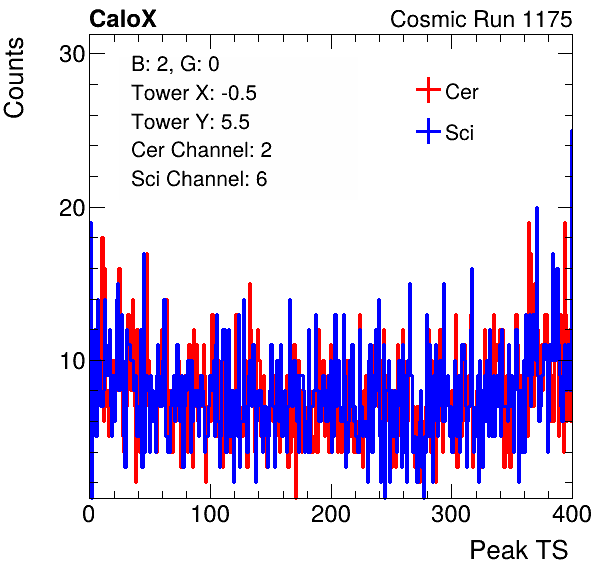 CaloX
Cosmic Run 1175
Counts
30
20
10
B: 2, G: 0
Tower X: -0.5
Tower Y: 5.5
Cer Channel: 2
Sci Channel: 6
Cer
Sci
0
100
200
300
400
Peak TS